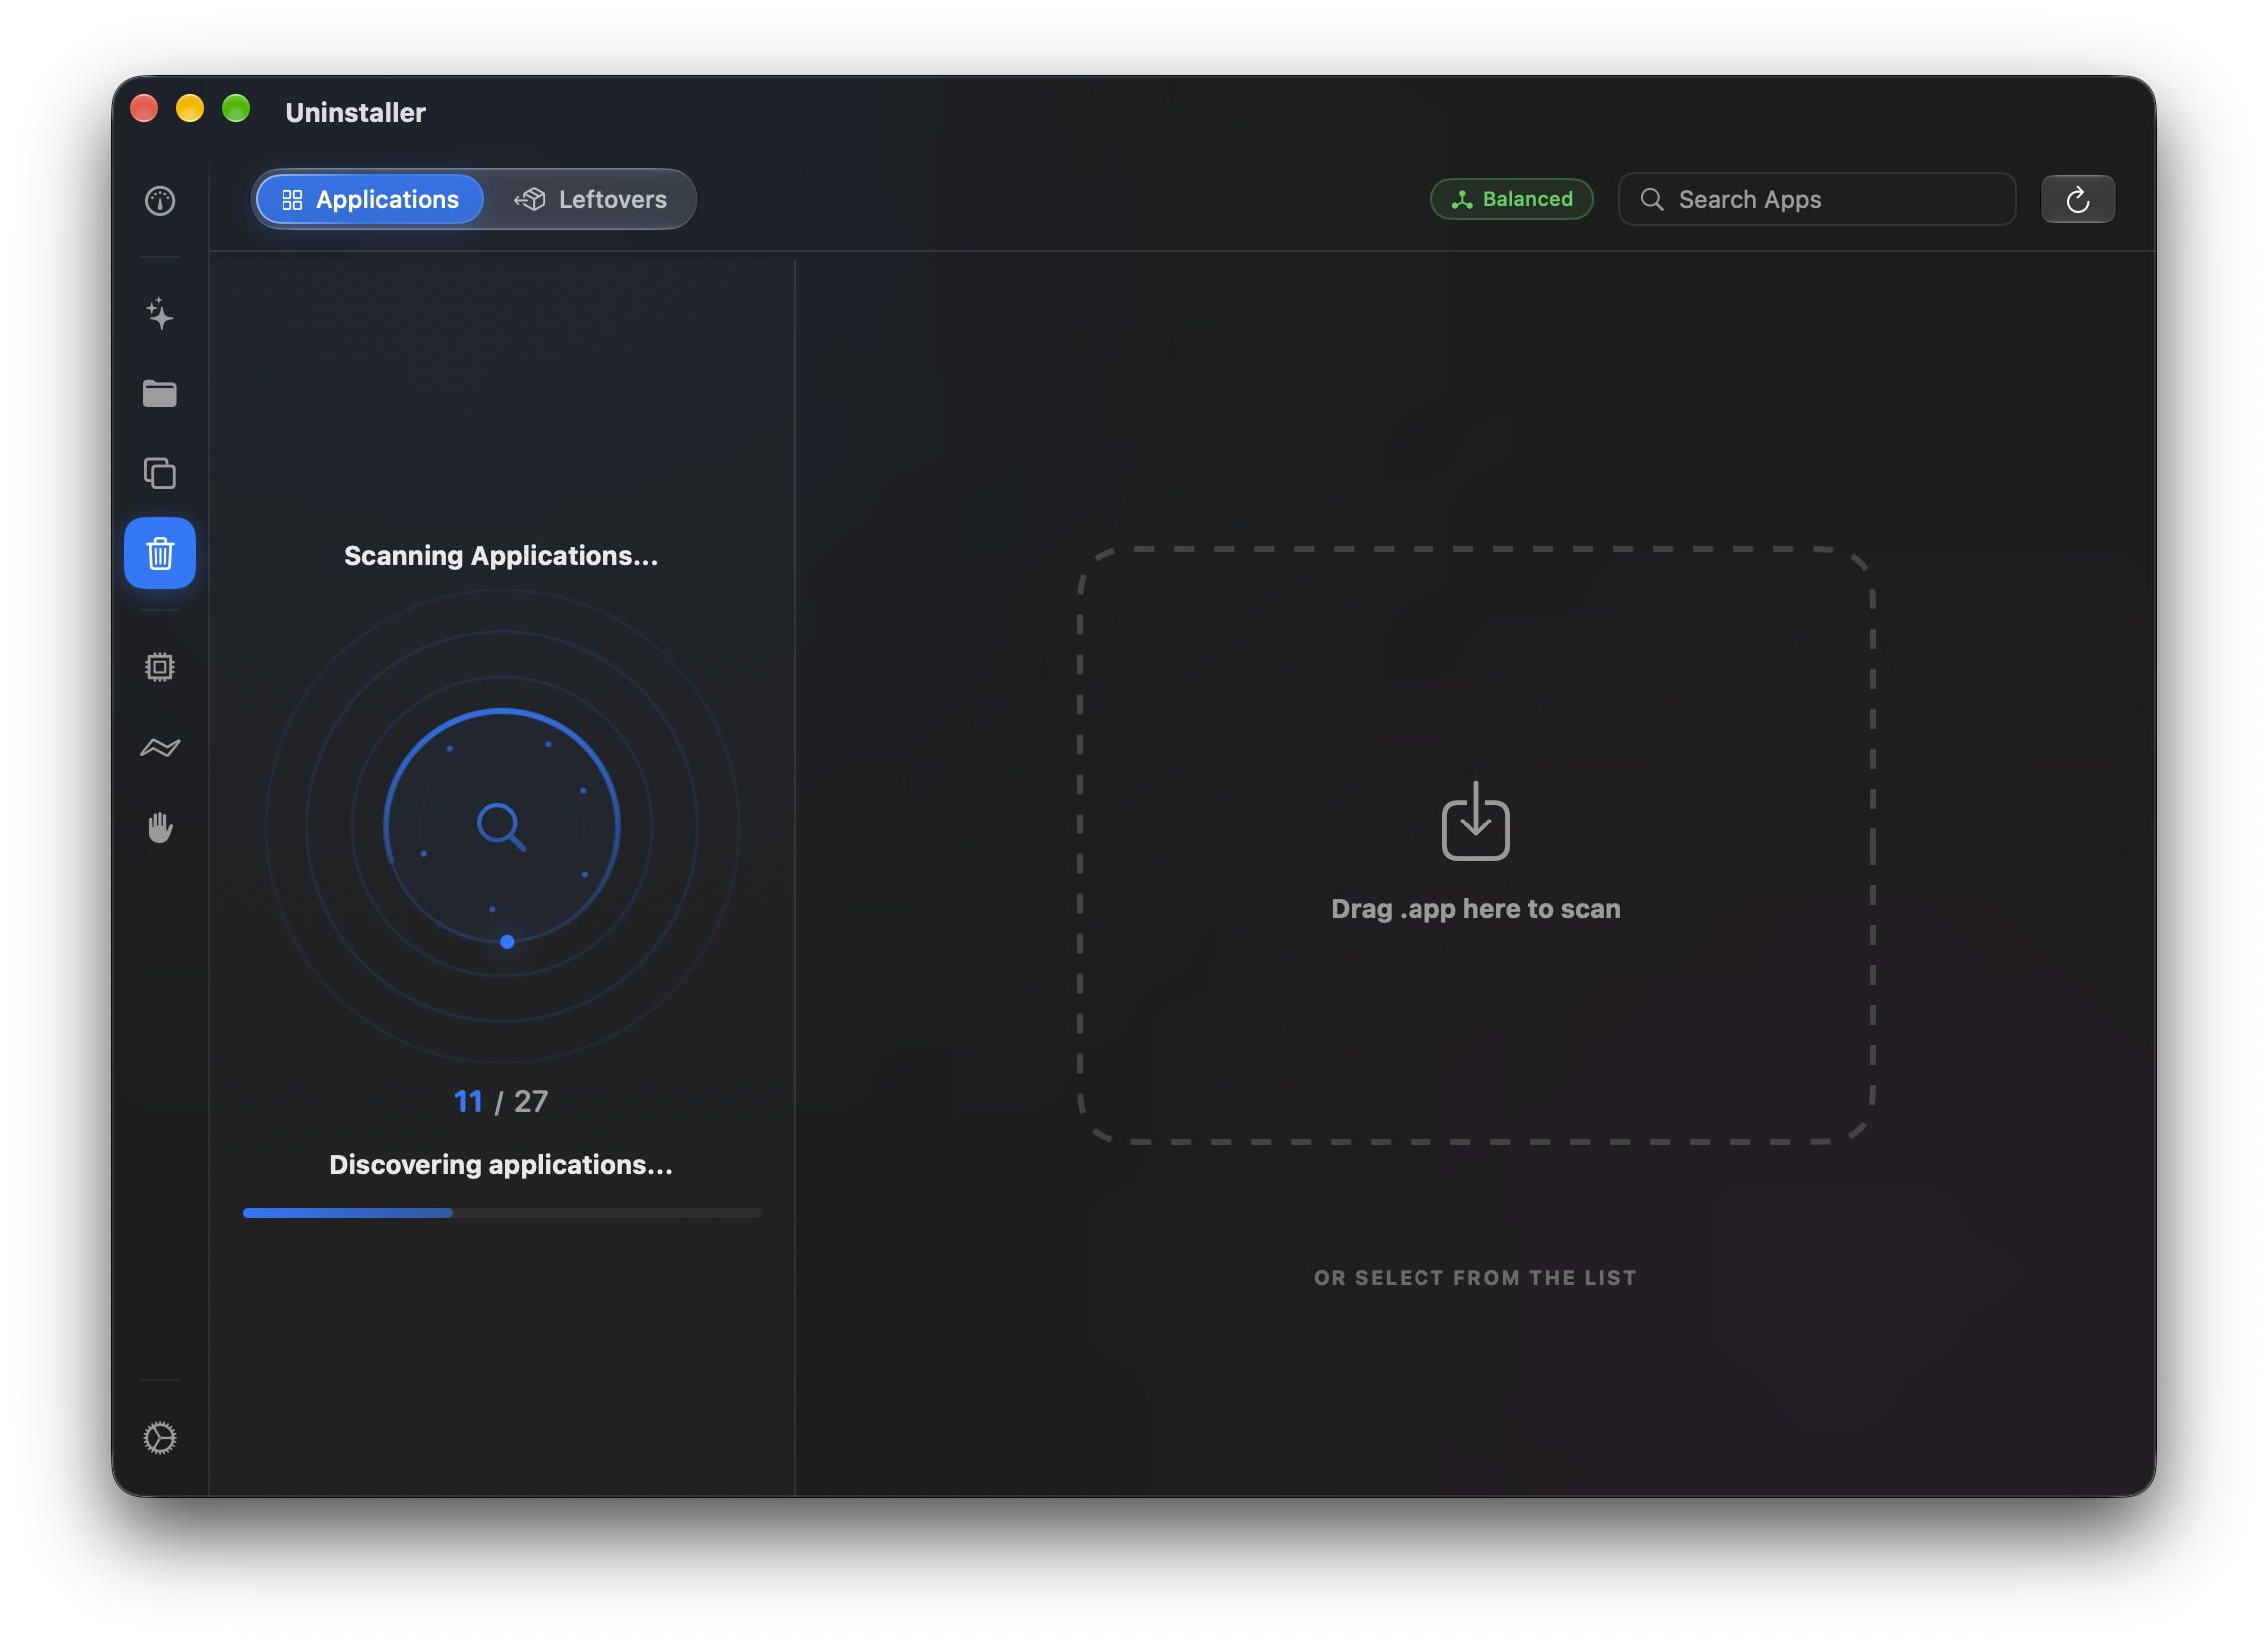 Uninstaller
Applications
Leftovers
Balanced
Search Apps
Scanning Applications...
11 / 27
Discovering applications...
Drag .app here to scan
OR SELECT FROM THE LIST